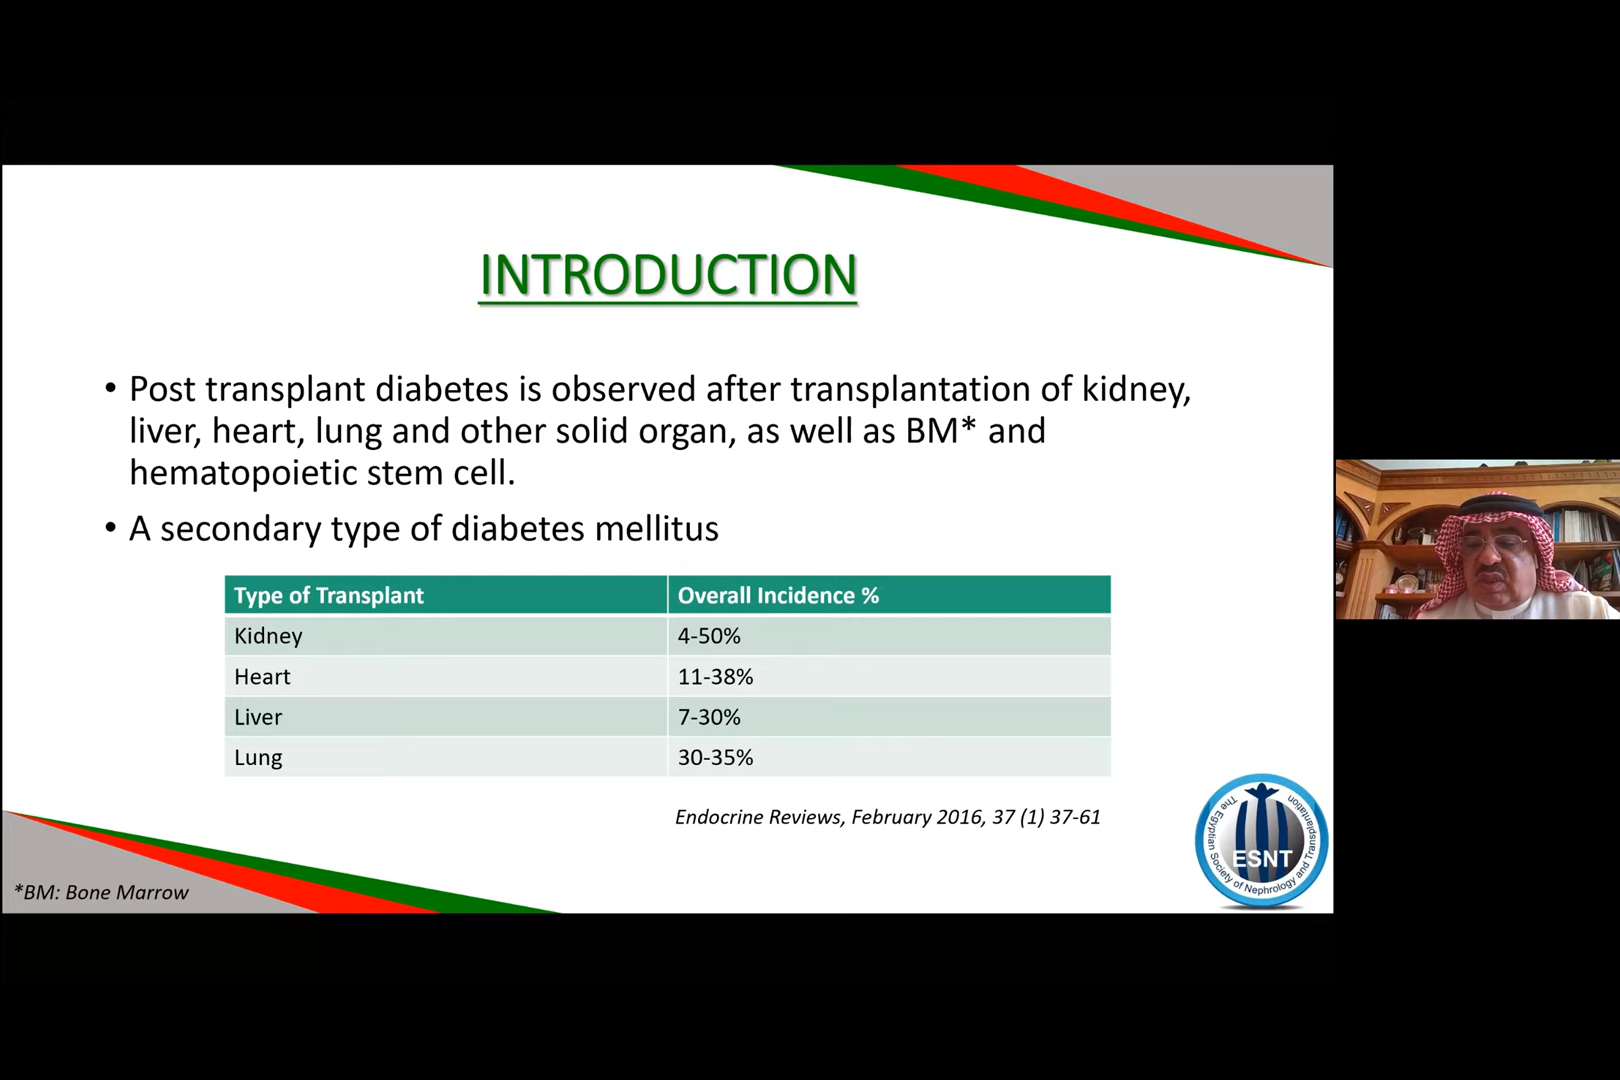 INTRODUCTION
• Post transplant diabetes is observed after transplantation of kidney,
liver, heart, lung and other solid organ, as well as BM* and
hematopoietic stem cell.
• A secondary type of diabetes mellitus
Type of Transplant Overall Incidence %
Kidney 4-50%
Heart 11-38%
Liver 7-30%
Lung 30-35%
Endocrine Reviews, February 2016, 37 (1) 37-61
*BM: Bone Marrow
The Egyptian Society of Nephrology and Transplantation
ESNT